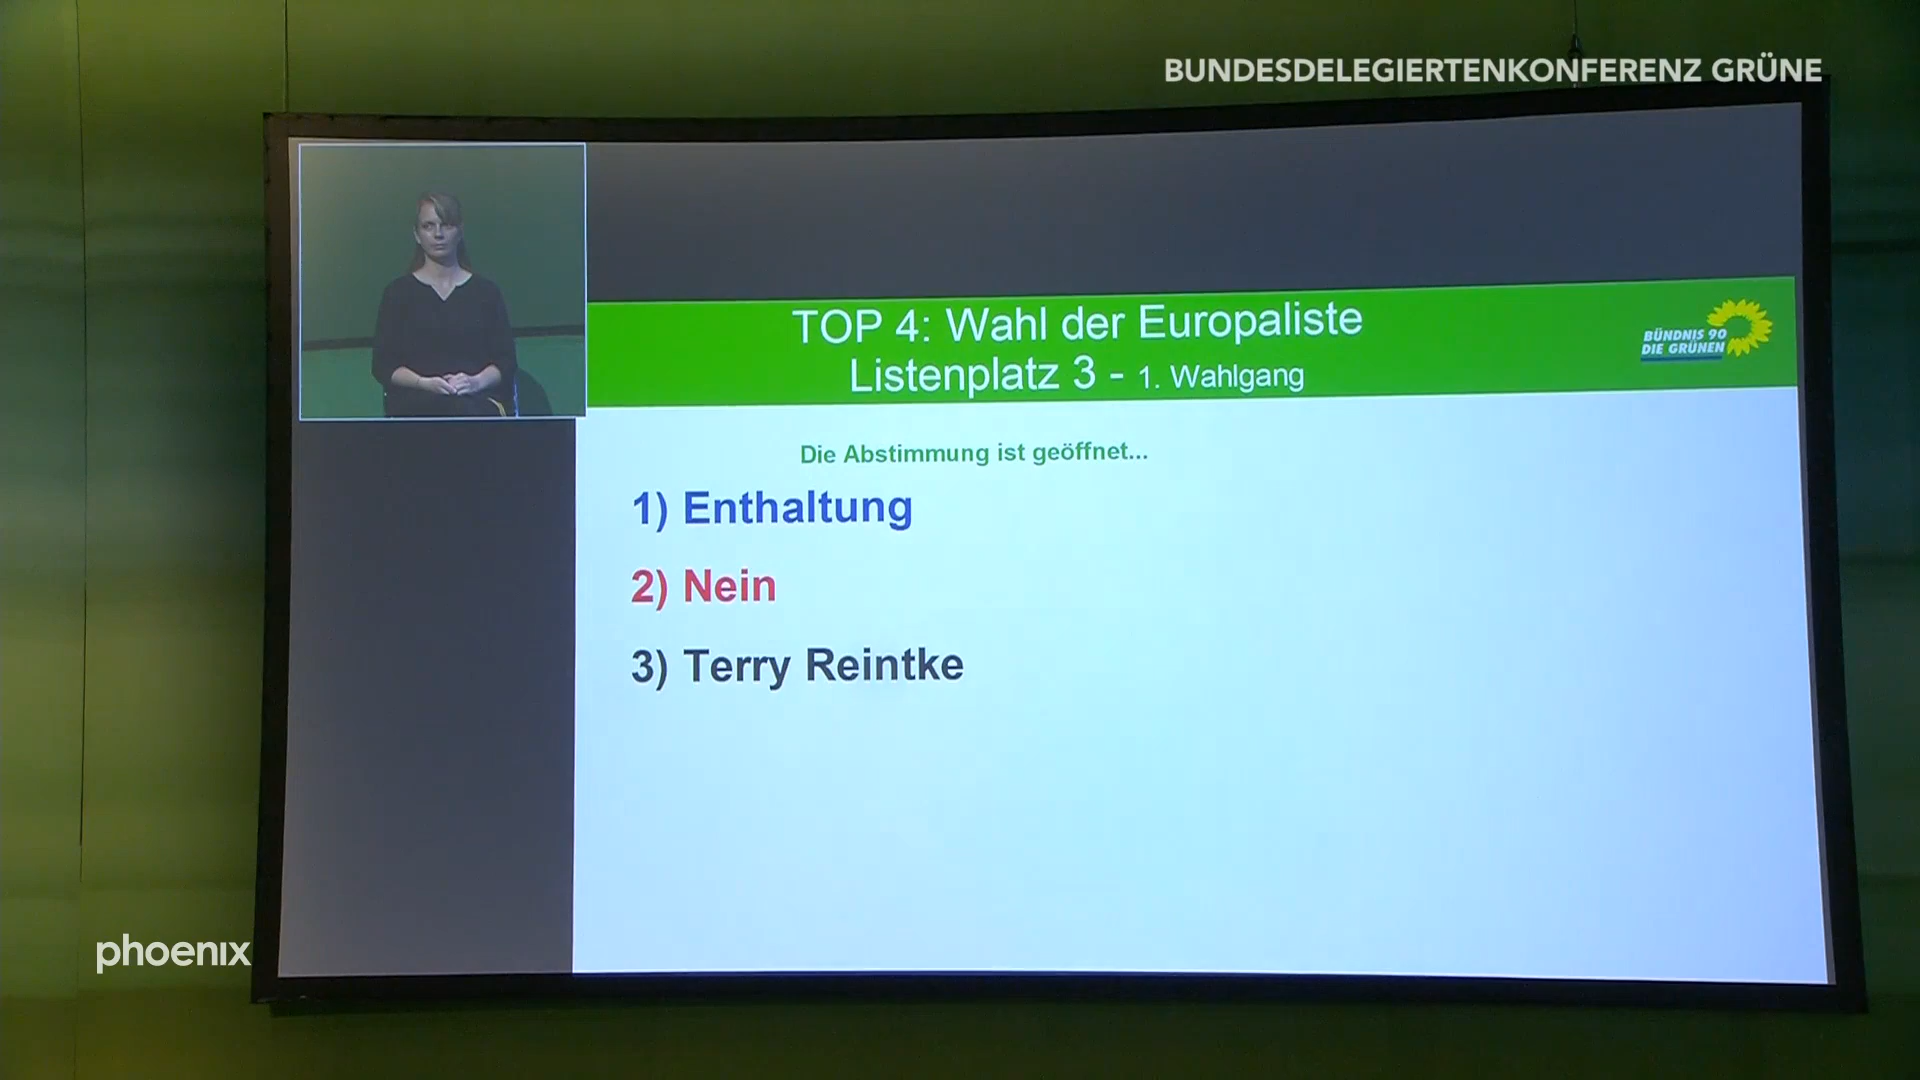 BUNDESDELEGIERTENKONFERENZ GRÜNE
TOP 4: Wahl der Europaliste
Listenplatz 3 - 1. Wahlgang
BÜNDNIS 90
DIE GRÜNEN
Die Abstimmung ist geöffnet...
1) Enthaltung
2) Nein
3) Terry Reintke
phoenix